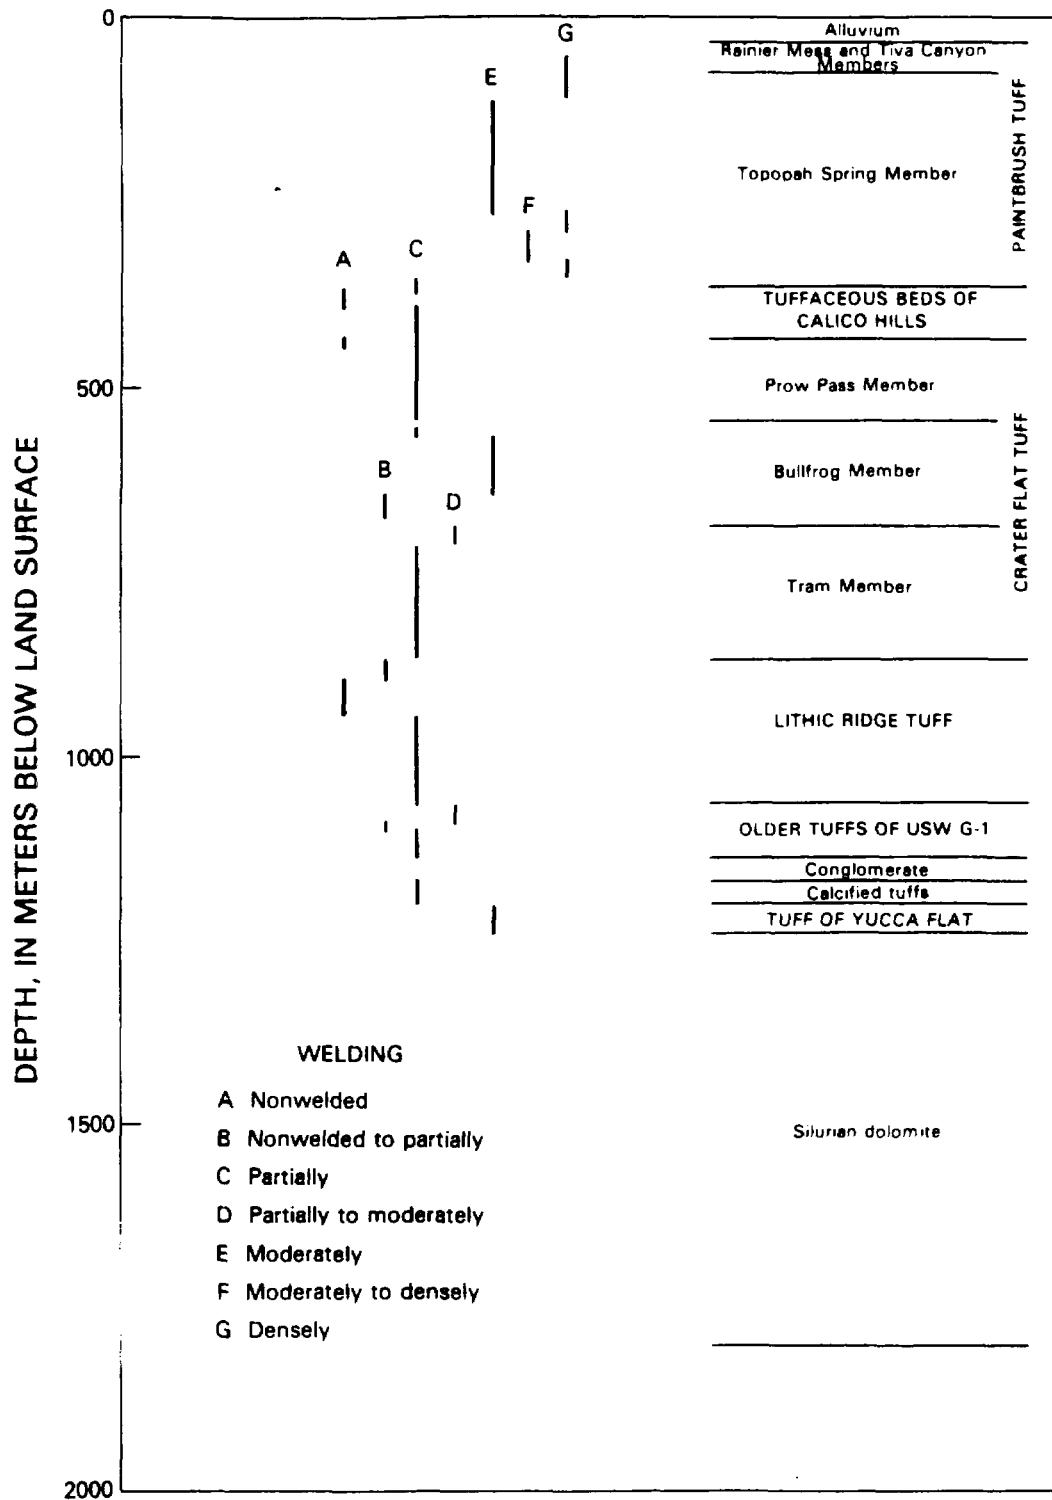 DEPTH, IN METERS BELOW LAND SURFACE
0
500
1000
1500
2000
G
E
F
C
A
B
D
Alluvium
Rainier Mesa and Tiva Canyon
Members
Topopah Spring Member
PAINTBRUSH TUFF
TUFFACEOUS BEDS OF
CALICO HILLS
Prow Pass Member
Bullfrog Member
Tram Member
CRATER FLAT TUFF
LITHIC RIDGE TUFF
OLDER TUFFS OF USW G-1
Conglomerate
Calcified tuffs
TUFF OF YUCCA FLAT
Silurian dolomite
WELDING
A Nonwelded
B Nonwelded to partially
C Partially
D Partially to moderately
E Moderately
F Moderately to densely
G Densely